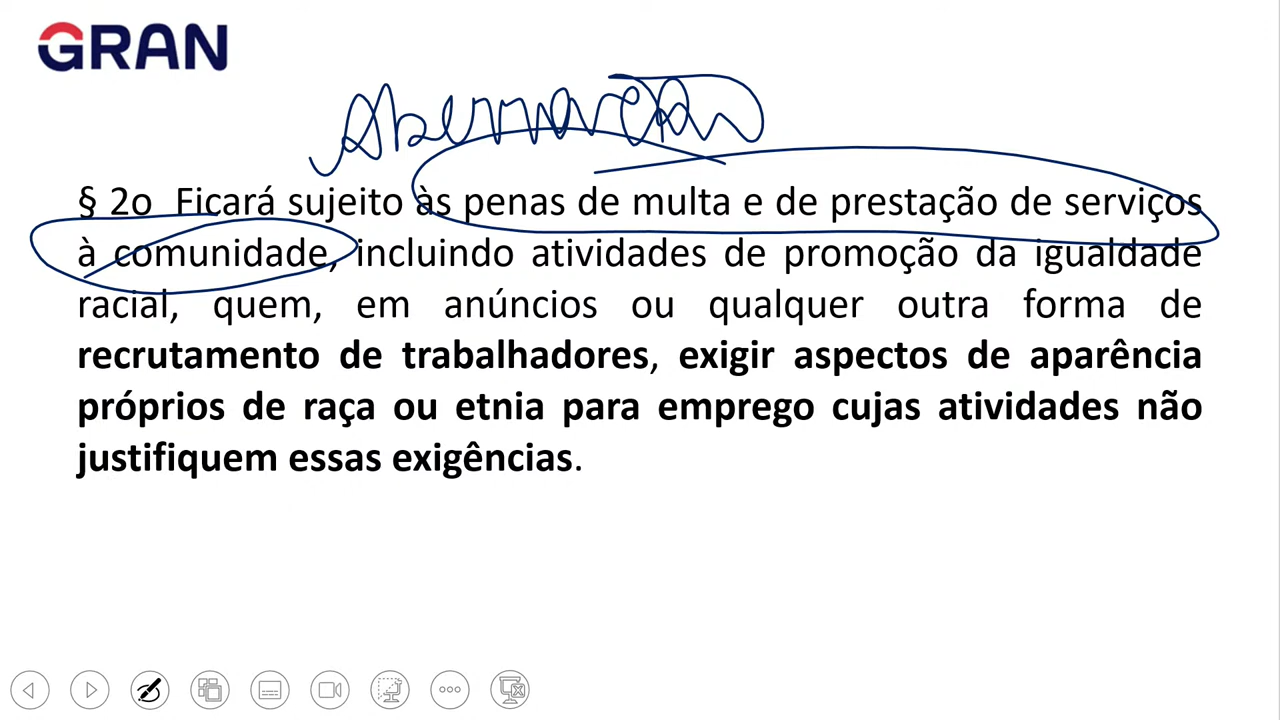 GRAN
Aberração
§ 2o Ficará sujeito às penas de multa e de prestação de serviços
à comunidade, incluindo atividades de promoção da igualdade
racial, quem, em anúncios ou qualquer outra forma de
recrutamento de trabalhadores, exigir aspectos de aparência
próprios de raça ou etnia para emprego cujas atividades não
justifiquem essas exigências.